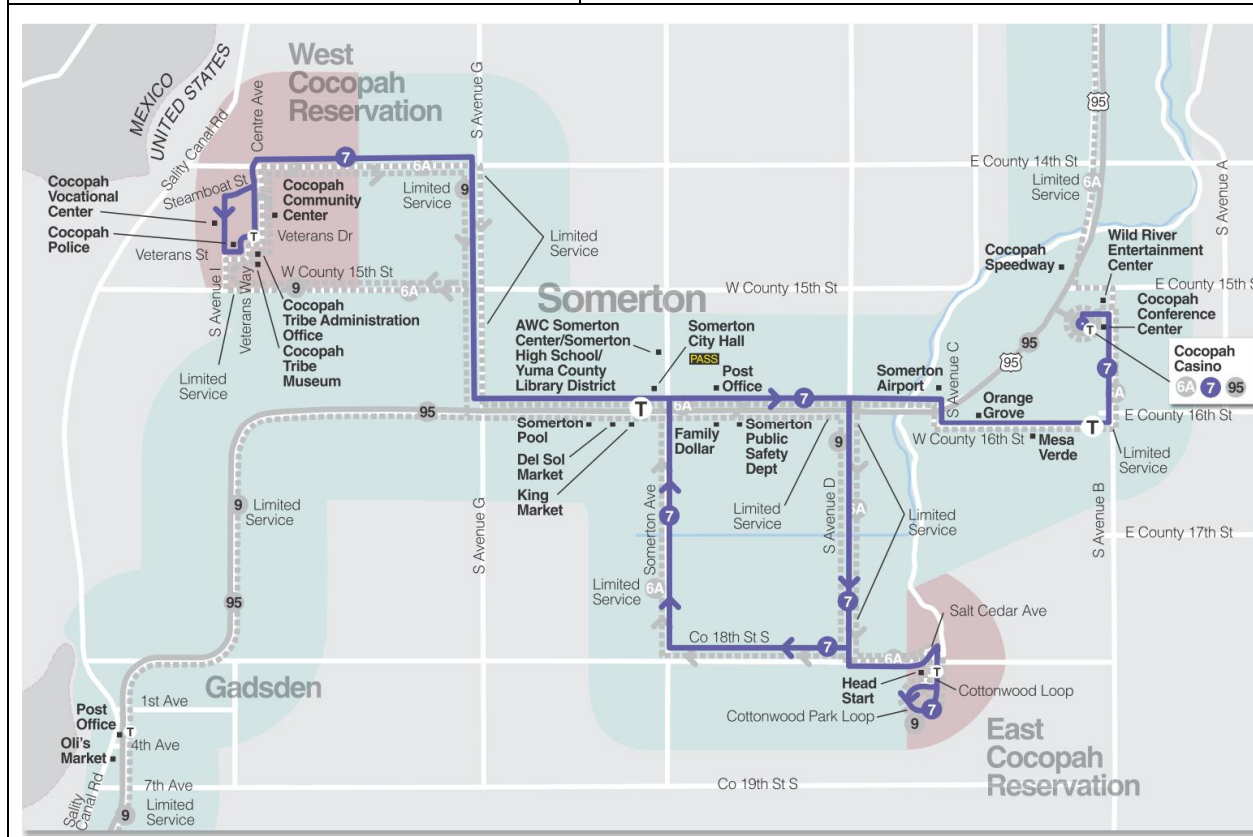 West
Cocopah
Reservation
MEXICO
UNITED STATES
Sality Canal Rd
Centre Ave
S Avenue G
95
E County 14th St
Limited
Service
6A
S Avenue A
Steamboat St
7
6A
Cocopah
Vocational
Center
Cocopah
Police
Cocopah
Community
Center
Limited
Service
9
Limited
Service
T
Veterans Dr
Veterans St
W County 15th St
9
6A
S Avenue I
Veterans Way
Cocopah
Tribe Administration
Office
Cocopah
Tribe
Museum
Limited
Service
Somerton
W County 15th St
Cocopah
Speedway
Wild River
Entertainment
Center
E County 15th S
Cocopah
Conference
Center
T
Cocopah
Casino
6A 7 95
95
95
7
6A
AWC Somerton
Center/Somerton
High School/
Yuma County
Library District
Somerton
City Hall
PASS
Post
Office
Somerton
Airport
S Avenue C
Orange
Grove
E County 16th St
T
6A
7
95
Somerton
Pool
Del Sol
Market
King
Market
Family
Dollar
Somerton
Public
Safety
Dept
9
W County 16th St
Mesa
Verde
T
Limited
Service
9
Limited
Service
S Avenue G
Somerton Ave
7
Limited
Service
S Avenue D
6A
Limited
Service
S Avenue B
E County 17th St
Limited
Service
6A
95
7
Salt Cedar Ave
Co 18th St S
7
6A
Head
Start
T
Cottonwood Loop
Cottonwood Park Loop
7
9
Gadsden
1st Ave
Post
Office
T
4th Ave
Oli's
Market
East
Cocopah
Reservation
7th Ave
Co 19th St S
Sality
Canal Rd
9
Limited
Service